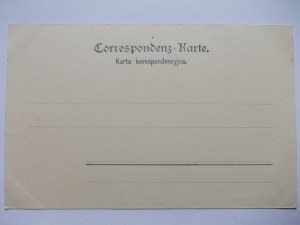 Correspondenz-Karte.
Karta korespondencyjna.